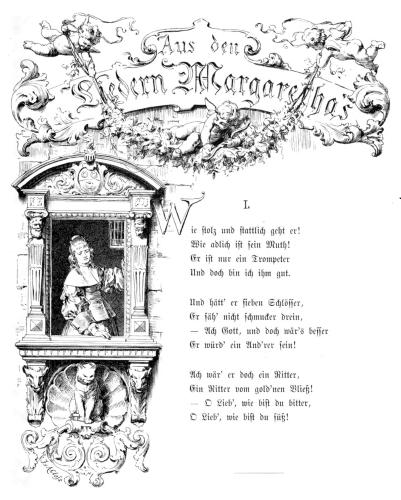 Aus den
Liedern Margarethas
I.
Wie stolz und stattlich geht er!
Wie adlich ist sein Muth!
Er ist nur ein Trompeter
Und doch bin ich ihm gut.
Und hätt' er sieben Schlösser,
Er säh' nicht schmucker drein,
— Ach Gott, und doch wär's besser
Er würd' ein And'rer sein!
Ach wär' er doch ein Ritter,
Ein Ritter vom gold'nen Vließ!
— O Lieb', wie bist du bitter,
O Lieb', wie bist du süß!